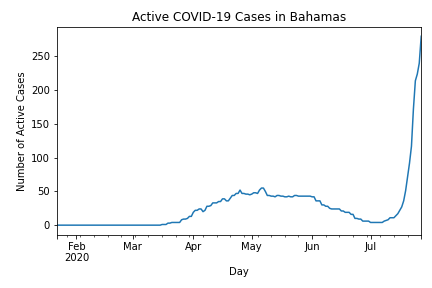 Active COVID-19 Cases in Bahamas
250
200
150
100
50
0
Number of Active Cases
Feb Mar Apr May Jun Jul
2020
Day